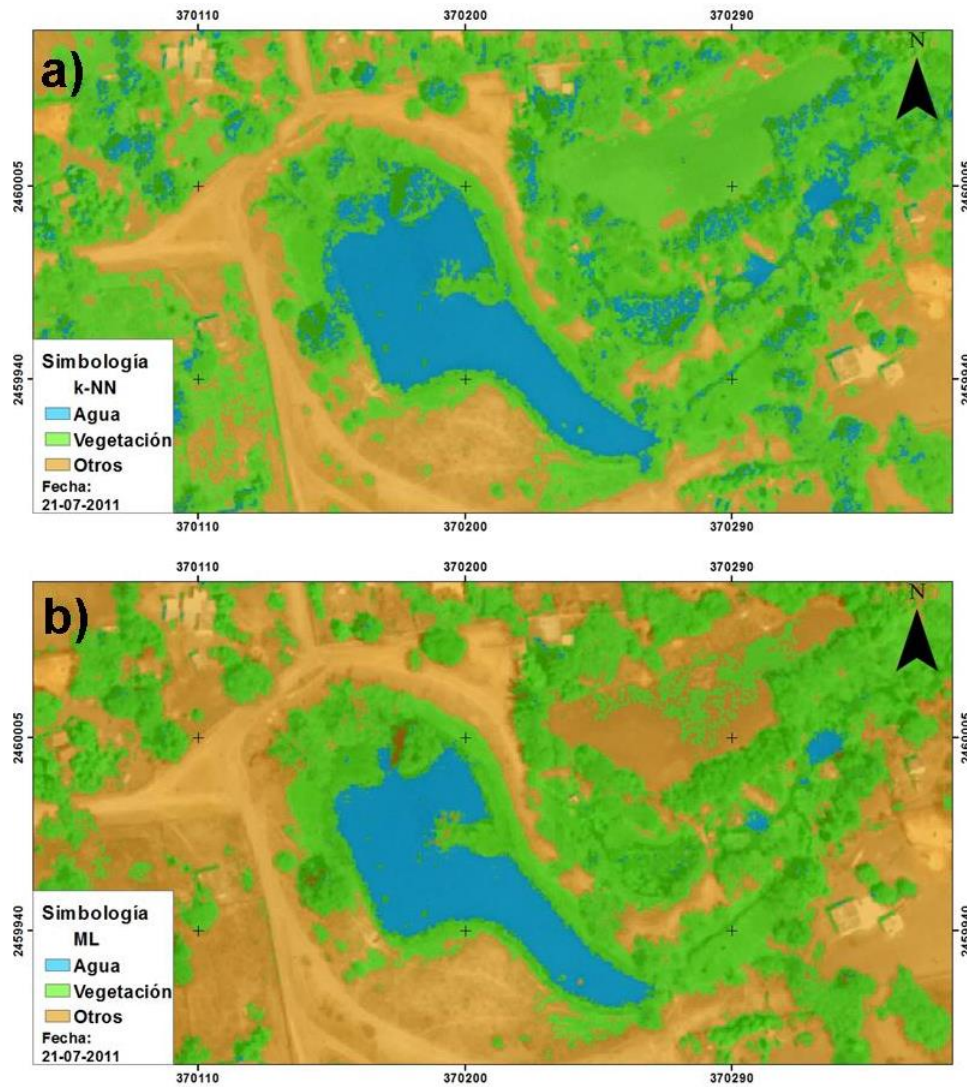 370110 370200 370290
a)
N
2460005 2460005
2459940 2459940
Simbología
k-NN
Agua
Vegetación
Otros
Fecha:
21-07-2011
370110 370200 370290
370110 370200 370290
b)
N
2460005 2460005
2459940 2459940
Simbología
ML
Agua
Vegetación
Otros
Fecha:
21-07-2011
370110 370200 370290